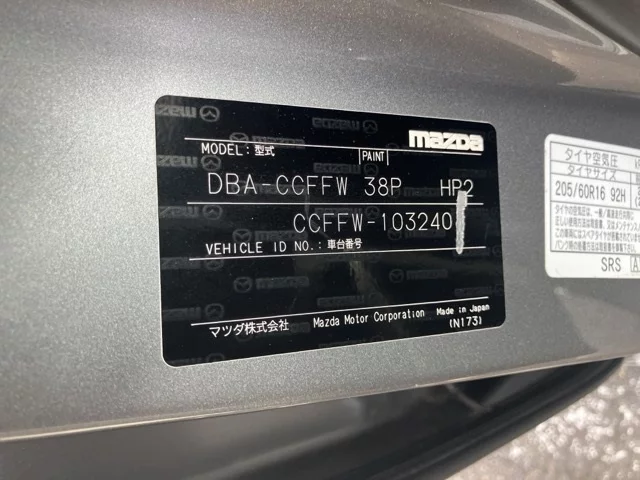 mazda
MODEL: 型式 PAINT
DBA-CCFFW 38P HP2
CCFFW-103240
VEHICLE ID NO.: 車台番号
マツダ株式会社 Mazda Motor Corporation Made in Japan
(N173)
タイヤ空気圧
タイヤサイズ
205/60R16 92H
SRS